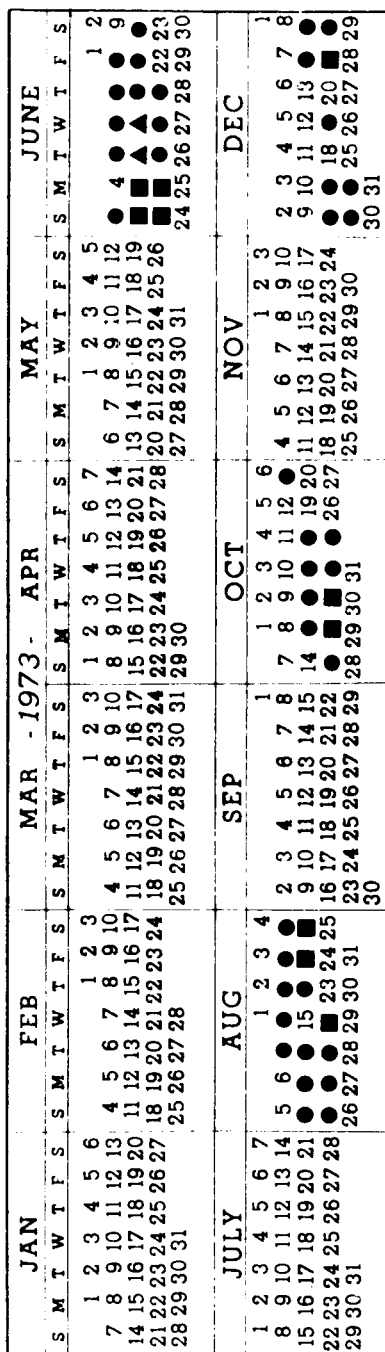 JAN FEB MAR -1973- APR MAY JUNE
S M T W T F S S M T W T F S S M T W T F S S M T W T F S S M T W T F S S M T W T F S
1 2 3 4 5 6 1 2 3 1 2 3 1 2 3 4 5 6 7 1 2 3 4 5 1 2
7 8 9 10 11 12 13 4 5 6 7 8 9 10 4 5 6 7 8 9 10 8 9 10 11 12 13 14 6 7 8 9 10 11 12 ● 4 ● ● ● ● 9
14 15 16 17 18 19 20 11 12 13 14 15 16 17 11 12 13 14 15 16 17 15 16 17 18 19 20 21 13 14 15 16 17 18 19 ■ ■ ▲ ▲ ● ● ●
21 22 23 24 25 26 27 18 19 20 21 22 23 24 18 19 20 21 22 23 24 22 23 24 25 26 27 28 20 21 22 23 24 25 26 ■ ■ ● ● ● 22 23
28 29 30 31 25 26 27 28 25 26 27 28 29 30 31 29 30 27 28 29 30 31 24 25 26 27 28 29 30
JULY AUG SEP OCT NOV DEC
1 2 3 4 5 6 7 1 2 3 4 1 1 2 3 4 5 6 1 2 3 1
8 9 10 11 12 13 14 5 6 ● ● ● ● ● 2 3 4 5 6 7 8 7 8 9 10 11 12 ● 4 5 6 7 8 9 10 2 3 4 5 6 7 8
15 16 17 18 19 20 21 ● ● ● 15 ● ■ ■ 9 10 11 12 13 14 15 14 ● ● ● ● 19 20 11 12 13 14 15 16 17 9 10 11 12 13 ● ●
22 23 24 25 26 27 28 ● ● ● ■ 23 24 25 16 17 18 19 20 21 22 ● ■ ■ ● ● 26 27 18 19 20 21 22 23 24 ● ● 18 ● 20 ■ ●
29 30 31 26 27 28 29 30 31 23 24 25 26 27 28 29 28 29 30 31 25 26 27 28 29 30 ● ● 25 26 ● 28 29
30 30 31